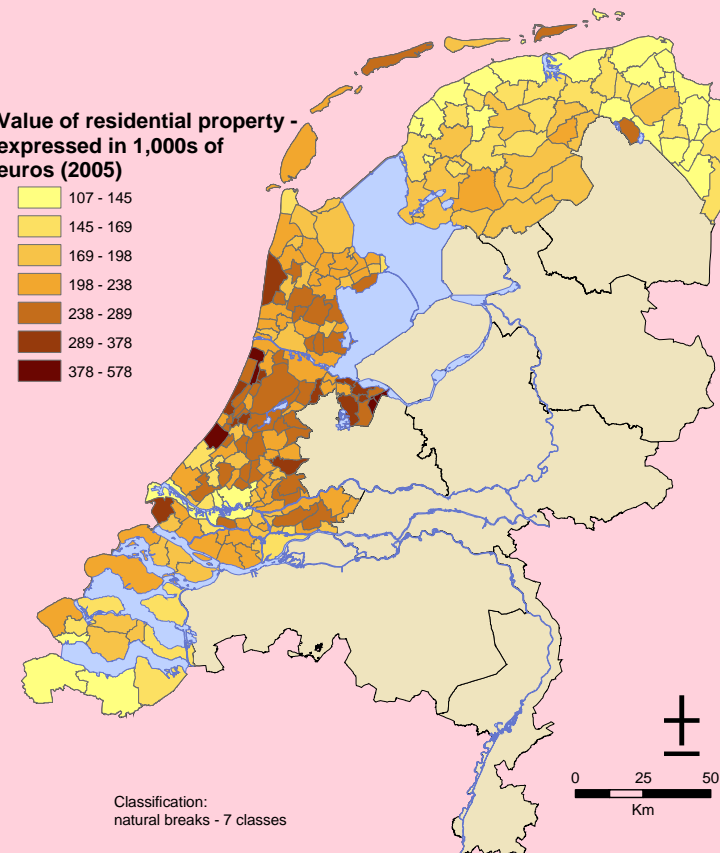 Value of residential property -
expressed in 1,000s of
euros (2005)
107 - 145
145 - 169
169 - 198
198 - 238
238 - 289
289 - 378
378 - 578
0 25 50
Km
Classification:
natural breaks - 7 classes